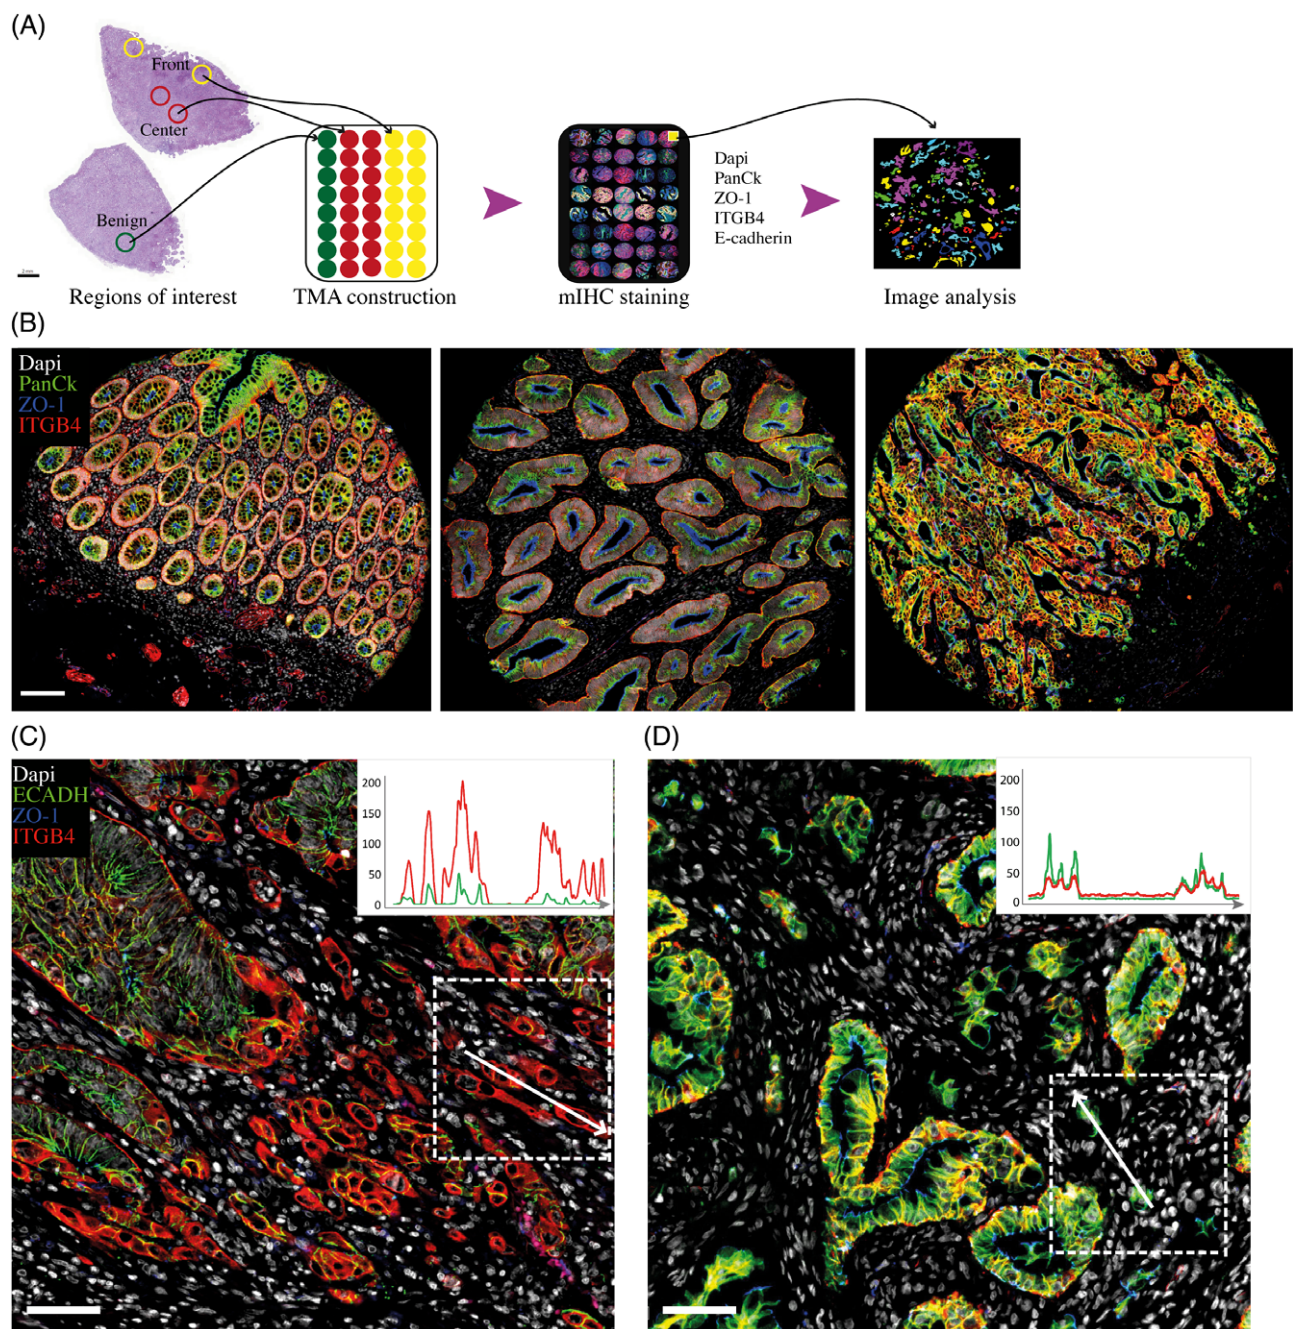 (A)
Front
Center
Benign
Dapi
PanCk
ZO-1
ITGB4
E-cadherin
Regions of interest
TMA construction
mIHC staining
Image analysis
(B)
Dapi
PanCk
ZO-1
ITGB4
(C)
(D)
Dapi
ECADH
ZO-1
ITGB4
200
150
100
50
0
200
150
100
50
0